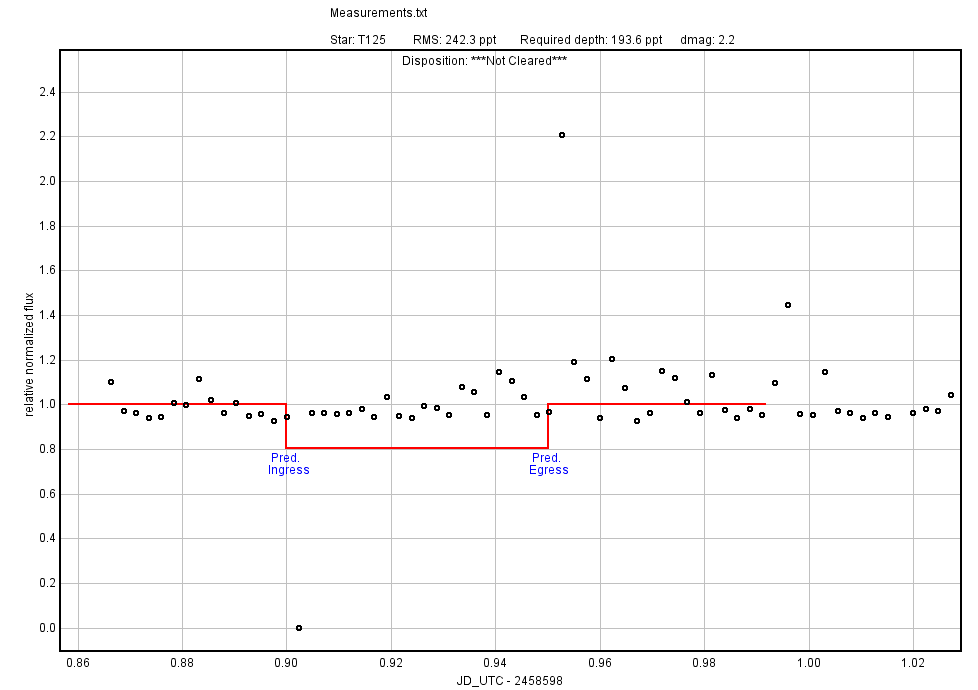 Measurements.txt
Star: T125 RMS: 242.3 ppt Required depth: 193.6 ppt dmag: 2.2
Disposition: ***Not Cleared***
relative normalized flux
2.4
2.2
2.0
1.8
1.6
1.4
1.2
1.0
0.8
0.6
0.4
0.2
0.0
Pred.
Ingress
Pred.
Egress
0.86 0.88 0.90 0.92 0.94 0.96 0.98 1.00 1.02
JD_UTC - 2458598